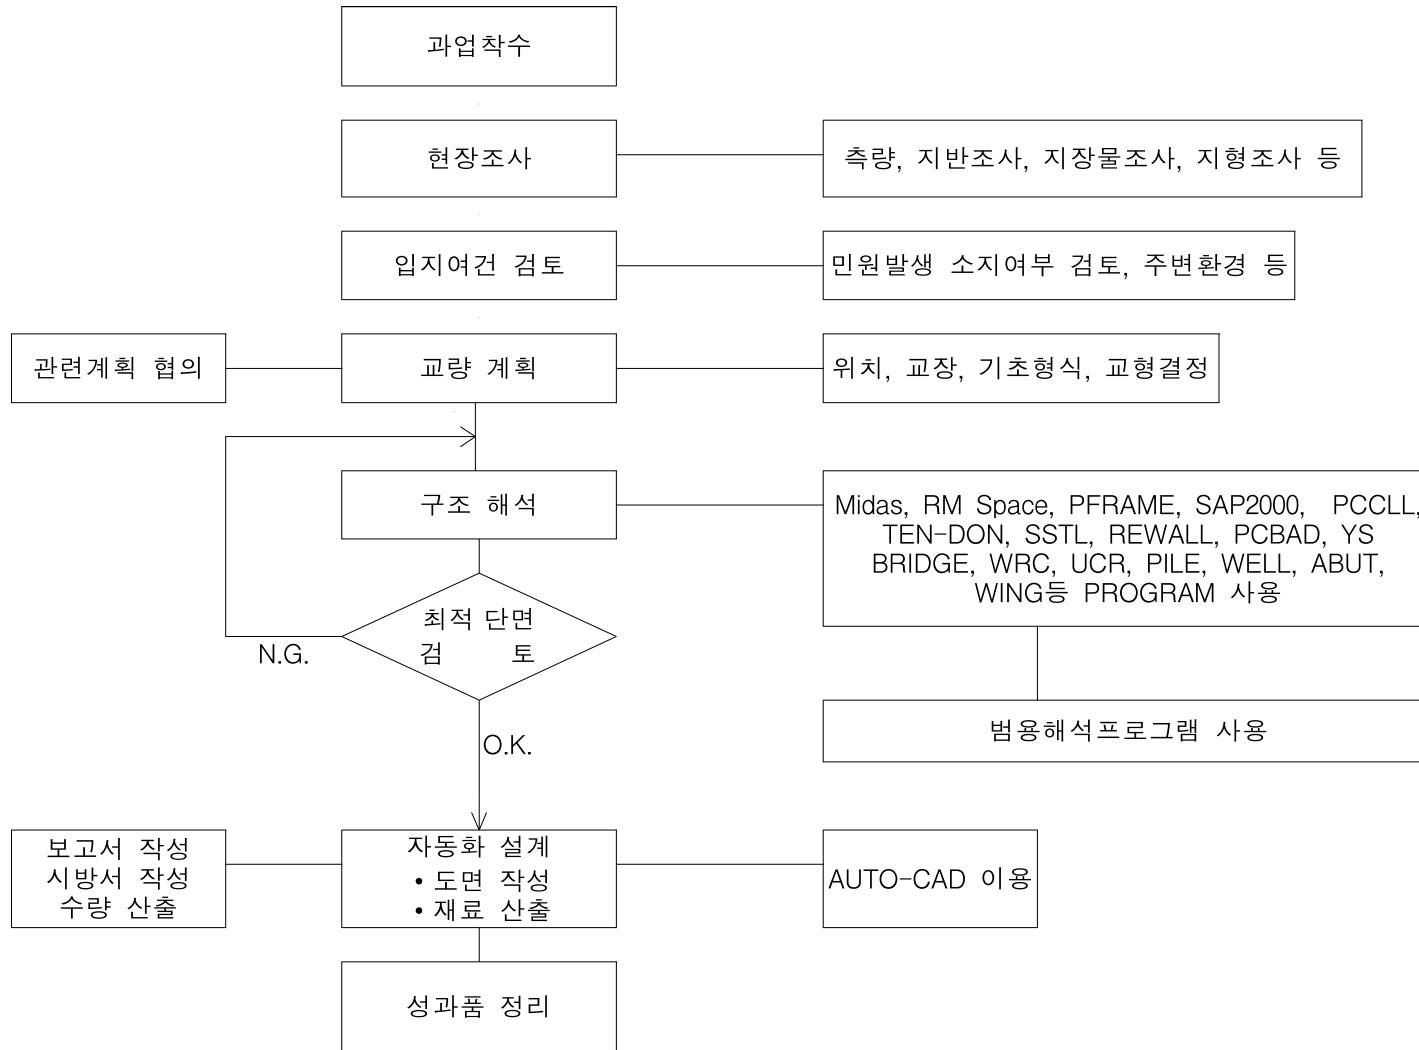 과업착수
현장조사
측량, 지반조사, 지장물조사, 지형조사 등
입지여건 검토
민원발생 소지여부 검토, 주변환경 등
관련계획 협의
교량 계획
위치, 교장, 기초형식, 교형결정
구조 해석
Midas, RM Space, PFRAME, SAP2000, PCCLL,
TEN-DON, SSTL, REWALL, PCBAD, YS
BRIDGE, WRC, UCR, PILE, WELL, ABUT,
WING등 PROGRAM 사용
최적 단면
검 토
N.G.
범용해석프로그램 사용
O.K.
보고서 작성
시방서 작성
수량 산출
자동화 설계
• 도면 작성
• 재료 산출
AUTO-CAD 이용
성과품 정리